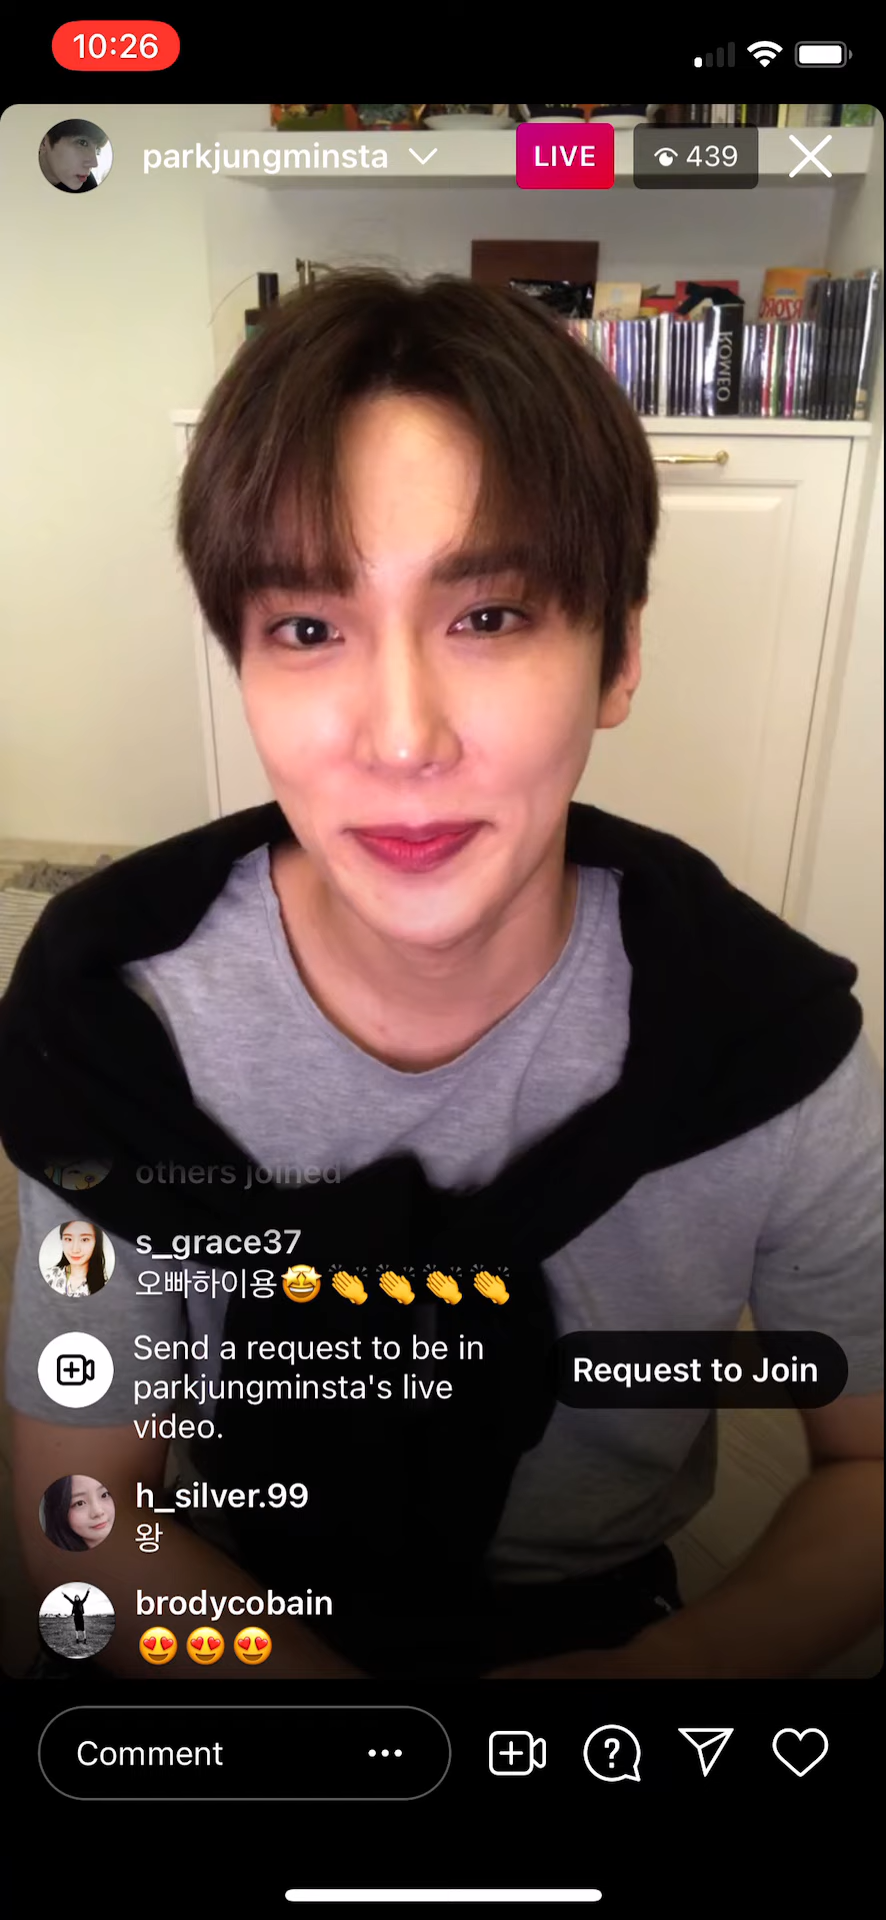 10:26
parkjungminsta
LIVE
439
ROMEO
others joined
s_grace37
오빠하이용🤩👏👏👏👏
Send a request to be in
parkjungminsta's live
video.
Request to Join
h_silver.99
왕
brodycobain
😍😍😍
Comment